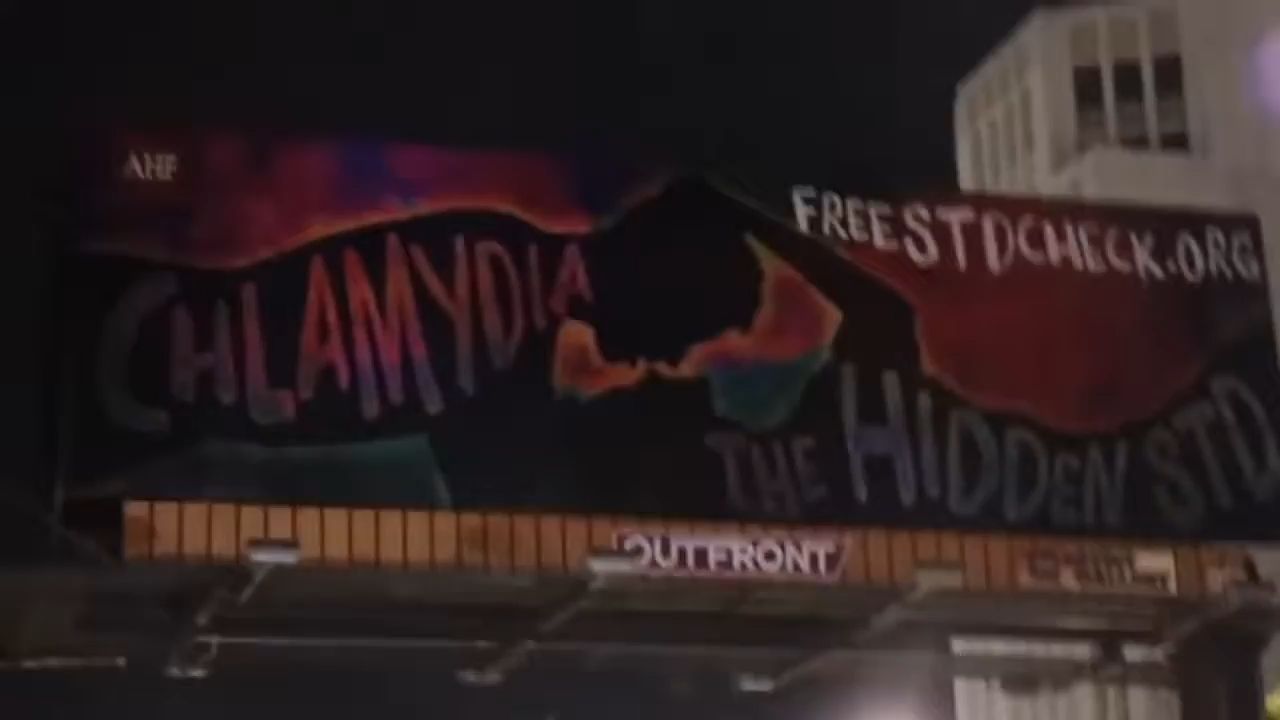 AHF
FREESTDCHECK.ORG
CHLAMYDIA
THE HIDDEN STD
OUTFRONT